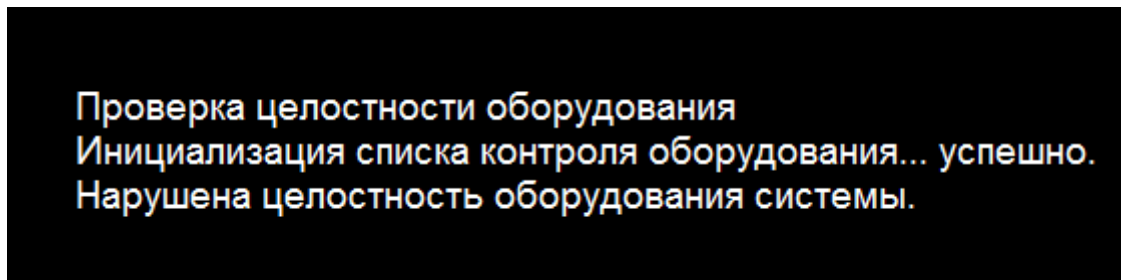 Проверка целостности оборудования
Инициализация списка контроля оборудования... успешно.
Нарушена целостность оборудования системы.